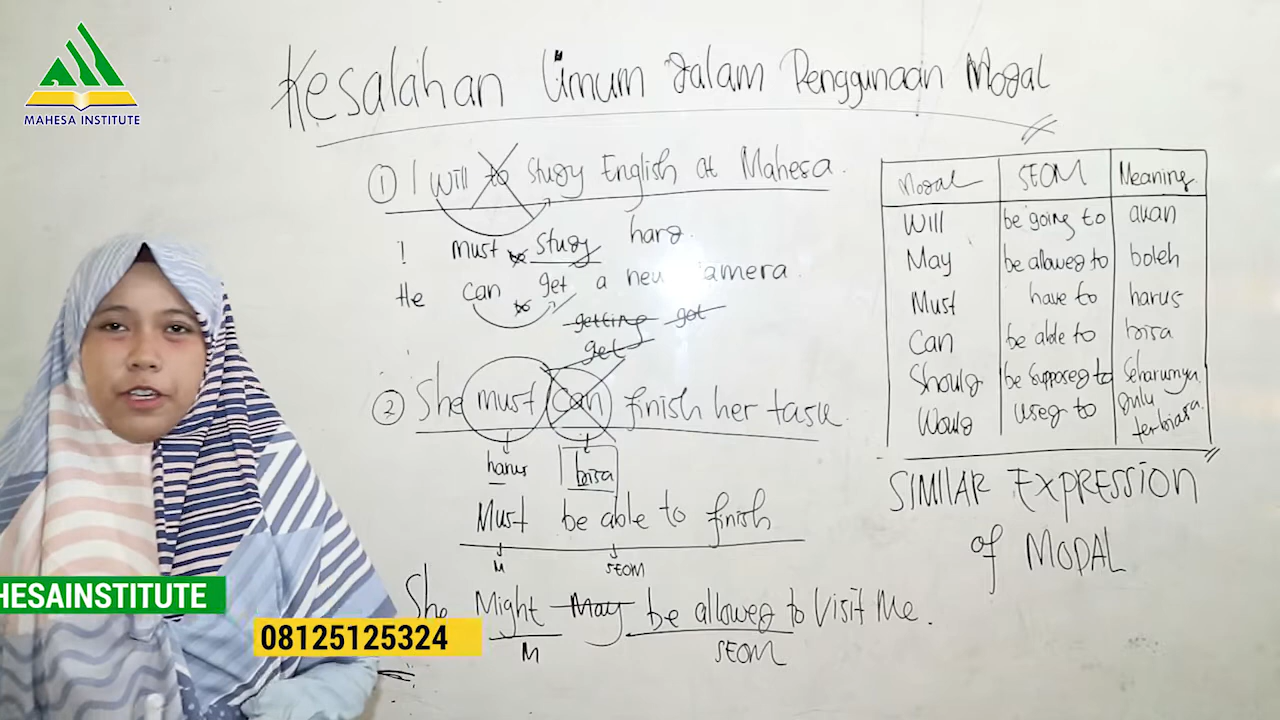 MAHESA INSTITUTE
Kesalahan Umum dalam Penggunaan Modal
① I will to study English at Mahesa.
I must to study hard.
He can to get a new camera.
getting got
get
② She must can finish her task.
harus bisa
Must be able to finish
M SEOM
She Might May be allowed to Visit Me.
M SEOM
Modal SEOM Meaning
Will be going to akan
May be allowed to boleh
Must have to harus
Can be able to bisa
Should be supposed to Seharusnya
Would used to dulu terbiasa
SIMILAR EXPRESSION
of MODAL
HESAINSTITUTE
08125125324